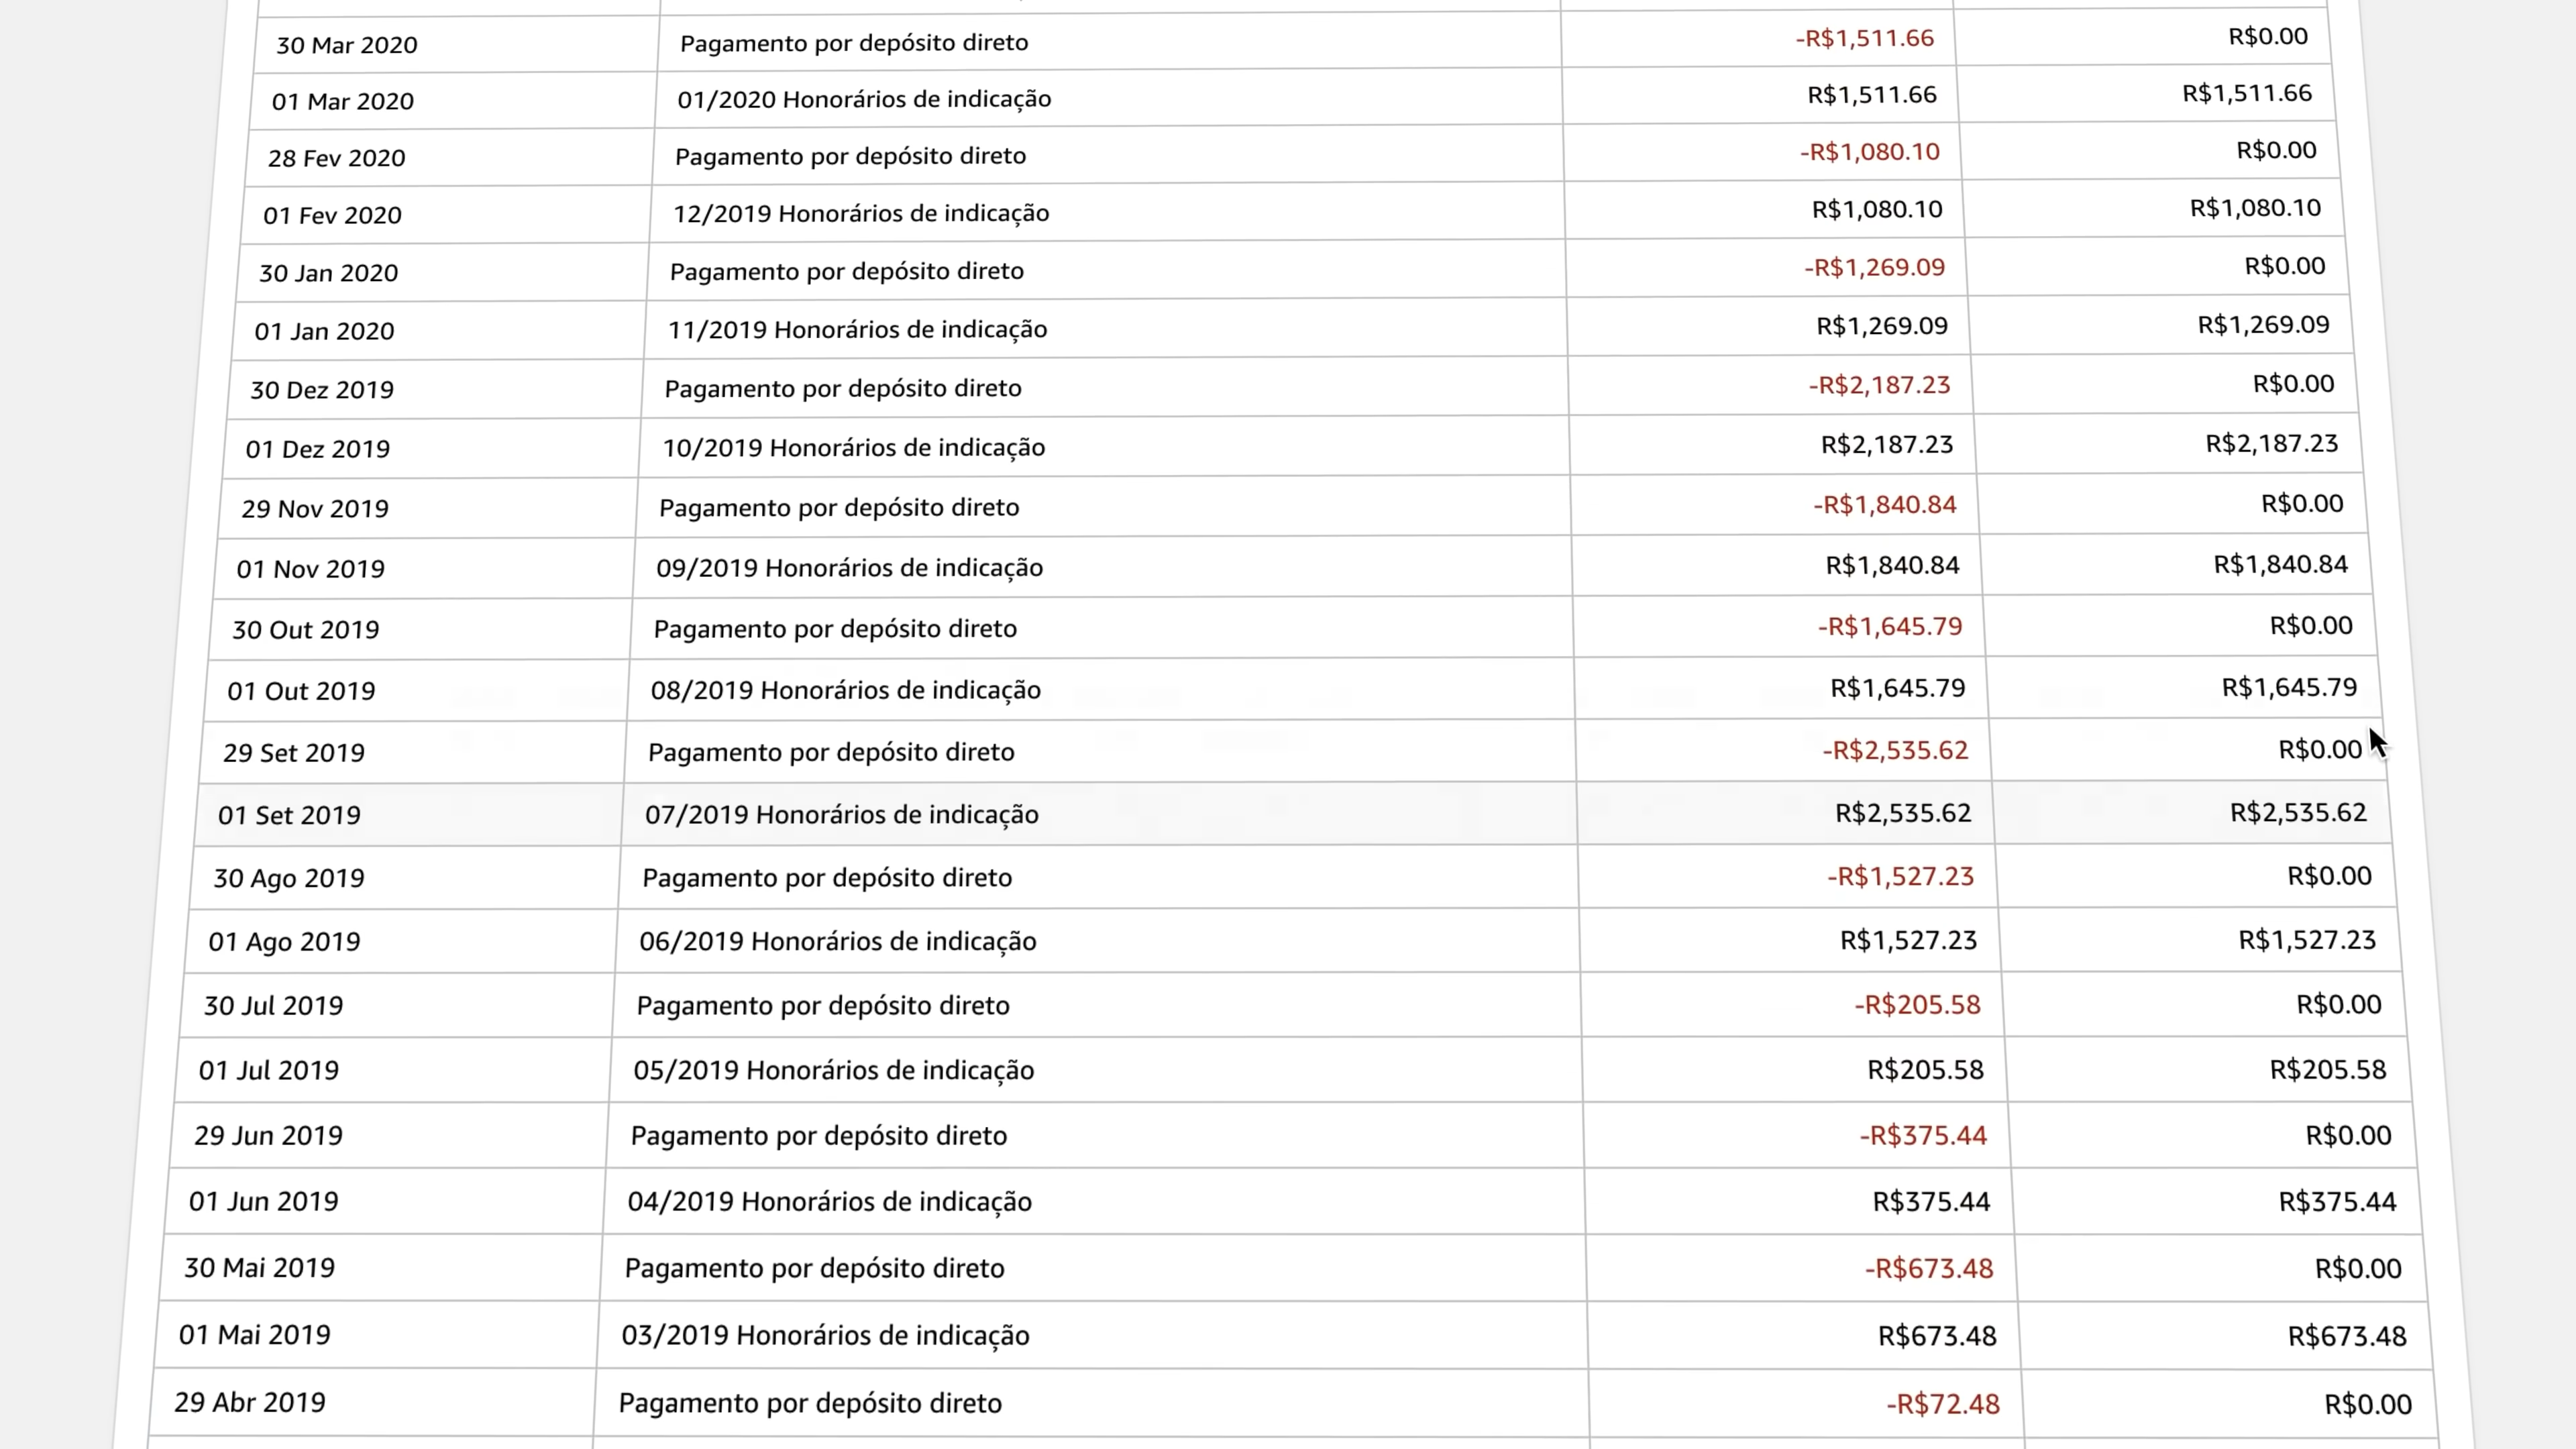 30 Mar 2020 Pagamento por depósito direto -R$1,511.66 R$0.00
01 Mar 2020 01/2020 Honorários de indicação R$1,511.66 R$1,511.66
28 Fev 2020 Pagamento por depósito direto -R$1,080.10 R$0.00
01 Fev 2020 12/2019 Honorários de indicação R$1,080.10 R$1,080.10
30 Jan 2020 Pagamento por depósito direto -R$1,269.09 R$0.00
01 Jan 2020 11/2019 Honorários de indicação R$1,269.09 R$1,269.09
30 Dez 2019 Pagamento por depósito direto -R$2,187.23 R$0.00
01 Dez 2019 10/2019 Honorários de indicação R$2,187.23 R$2,187.23
29 Nov 2019 Pagamento por depósito direto -R$1,840.84 R$0.00
01 Nov 2019 09/2019 Honorários de indicação R$1,840.84 R$1,840.84
30 Out 2019 Pagamento por depósito direto -R$1,645.79 R$0.00
01 Out 2019 08/2019 Honorários de indicação R$1,645.79 R$1,645.79
29 Set 2019 Pagamento por depósito direto -R$2,535.62 R$0.00
01 Set 2019 07/2019 Honorários de indicação R$2,535.62 R$2,535.62
30 Ago 2019 Pagamento por depósito direto -R$1,527.23 R$0.00
01 Ago 2019 06/2019 Honorários de indicação R$1,527.23 R$1,527.23
30 Jul 2019 Pagamento por depósito direto -R$205.58 R$0.00
01 Jul 2019 05/2019 Honorários de indicação R$205.58 R$205.58
29 Jun 2019 Pagamento por depósito direto -R$375.44 R$0.00
01 Jun 2019 04/2019 Honorários de indicação R$375.44 R$375.44
30 Mai 2019 Pagamento por depósito direto -R$673.48 R$0.00
01 Mai 2019 03/2019 Honorários de indicação R$673.48 R$673.48
29 Abr 2019 Pagamento por depósito direto -R$72.48 R$0.00